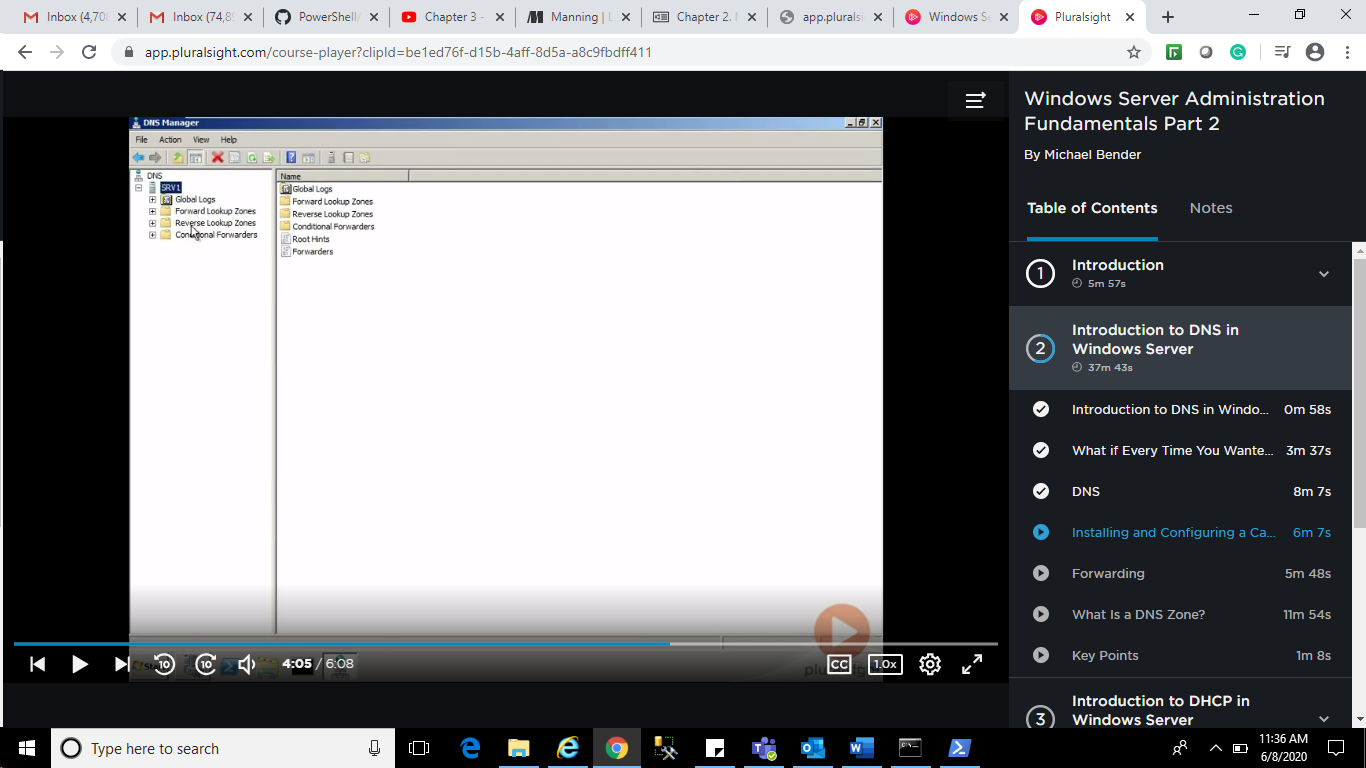 Inbox (4,70
Inbox (74,8
PowerShell
Chapter 3 -
Manning | L
Chapter 2.
app.plurals
Windows S
Pluralsight
app.pluralsight.com/course-player?clipId=be1ed76f-d15b-4aff-8d5a-a8c9fbdff411
DNS Manager
File Action View Help
DNS
SRV1
Global Logs
Forward Lookup Zones
Reverse Lookup Zones
Conditional Forwarders
Name
Global Logs
Forward Lookup Zones
Reverse Lookup Zones
Conditional Forwarders
Root Hints
Forwarders
10
10
4:05 / 6:08
CC
1.0x
Windows Server Administration
Fundamentals Part 2
By Michael Bender
Table of Contents
Notes
1
Introduction
5m 57s
2
Introduction to DNS in
Windows Server
37m 43s
Introduction to DNS in Windo... 0m 58s
What if Every Time You Wante... 3m 37s
DNS 8m 7s
Installing and Configuring a Ca... 6m 7s
Forwarding 5m 48s
What Is a DNS Zone? 11m 54s
Key Points 1m 8s
3
Introduction to DHCP in
Windows Server
Type here to search
11:36 AM
6/8/2020